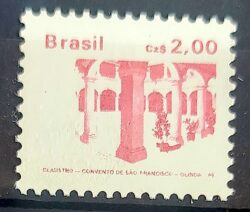 Brasil Cz$ 2,00
CLAUSTRO — CONVENTO DE SÃO FRANCISCO — OLINDA